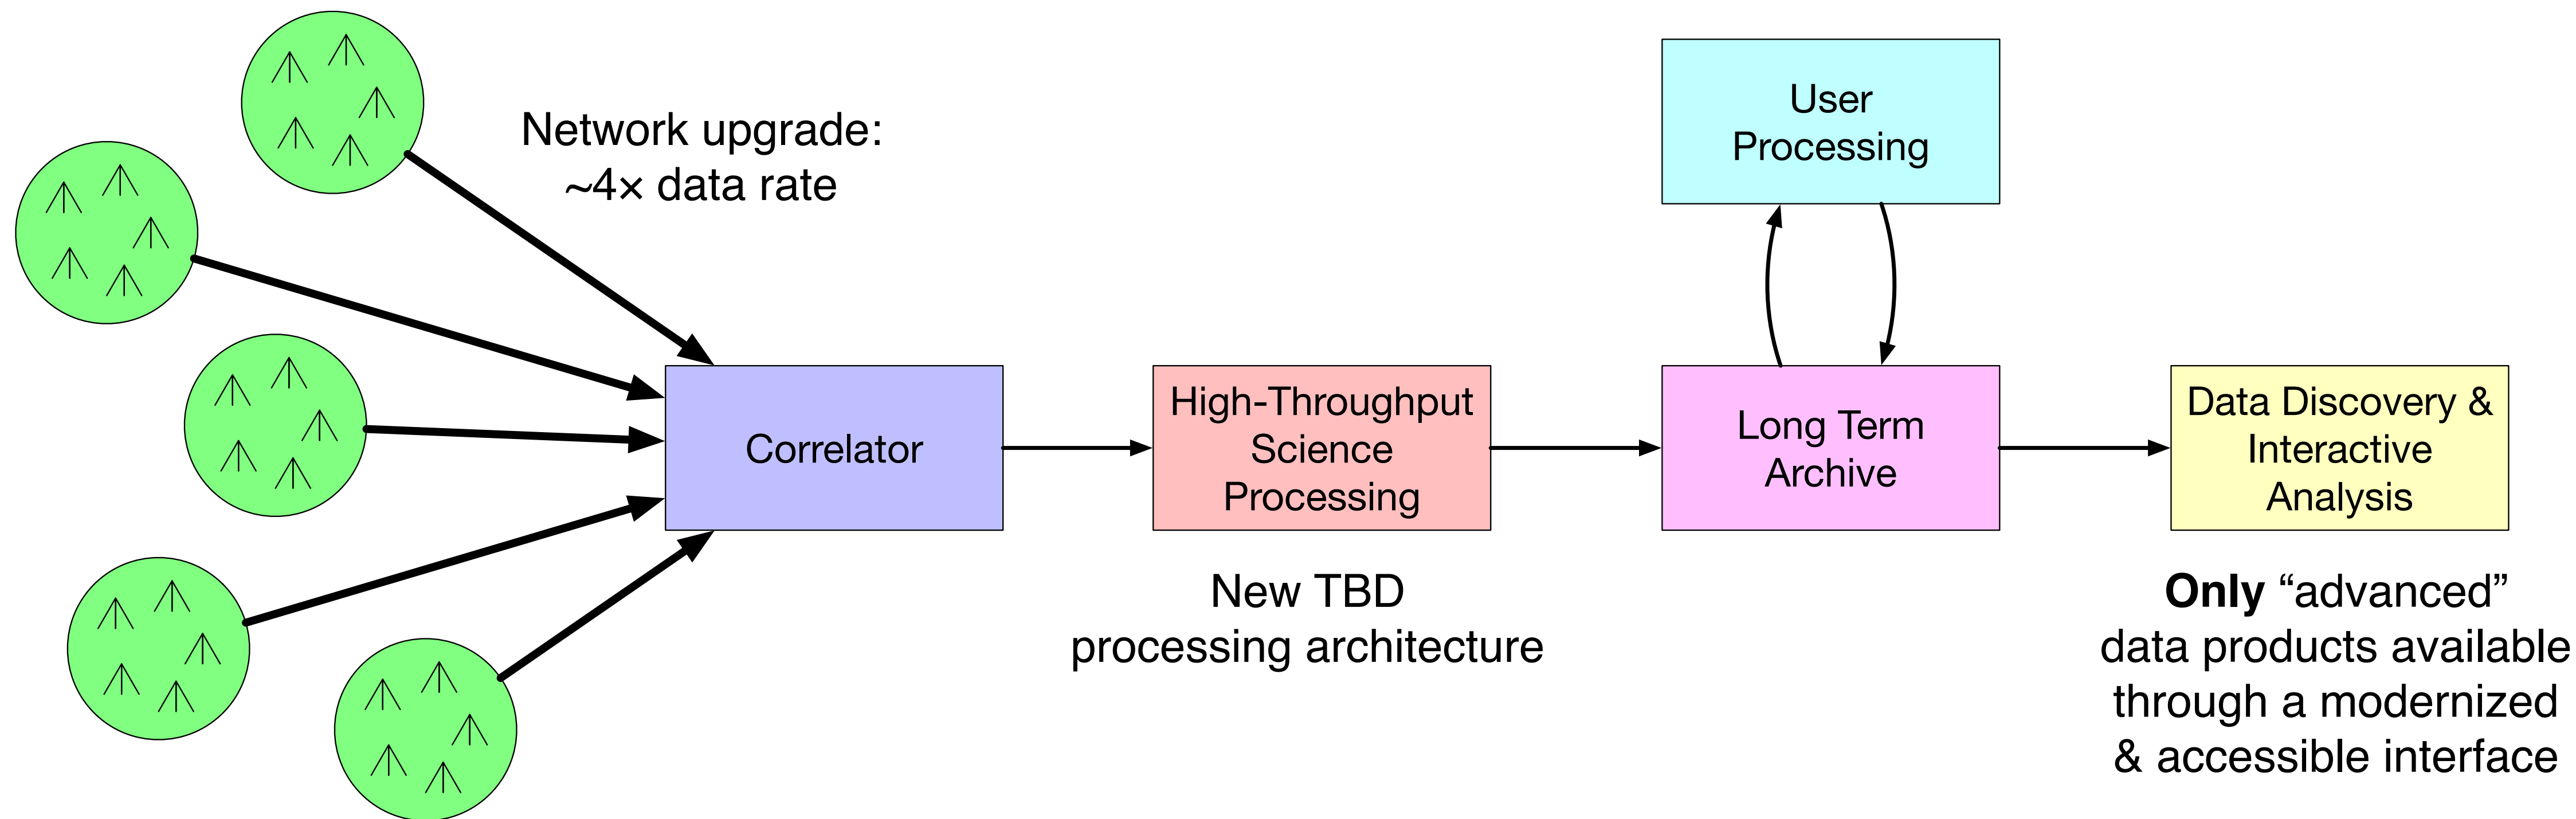 Network upgrade:
~4× data rate
User
Processing
Correlator
High-Throughput
Science
Processing
Long Term
Archive
Data Discovery &
Interactive
Analysis
New TBD
processing architecture
Only “advanced”
data products available
through a modernized
& accessible interface